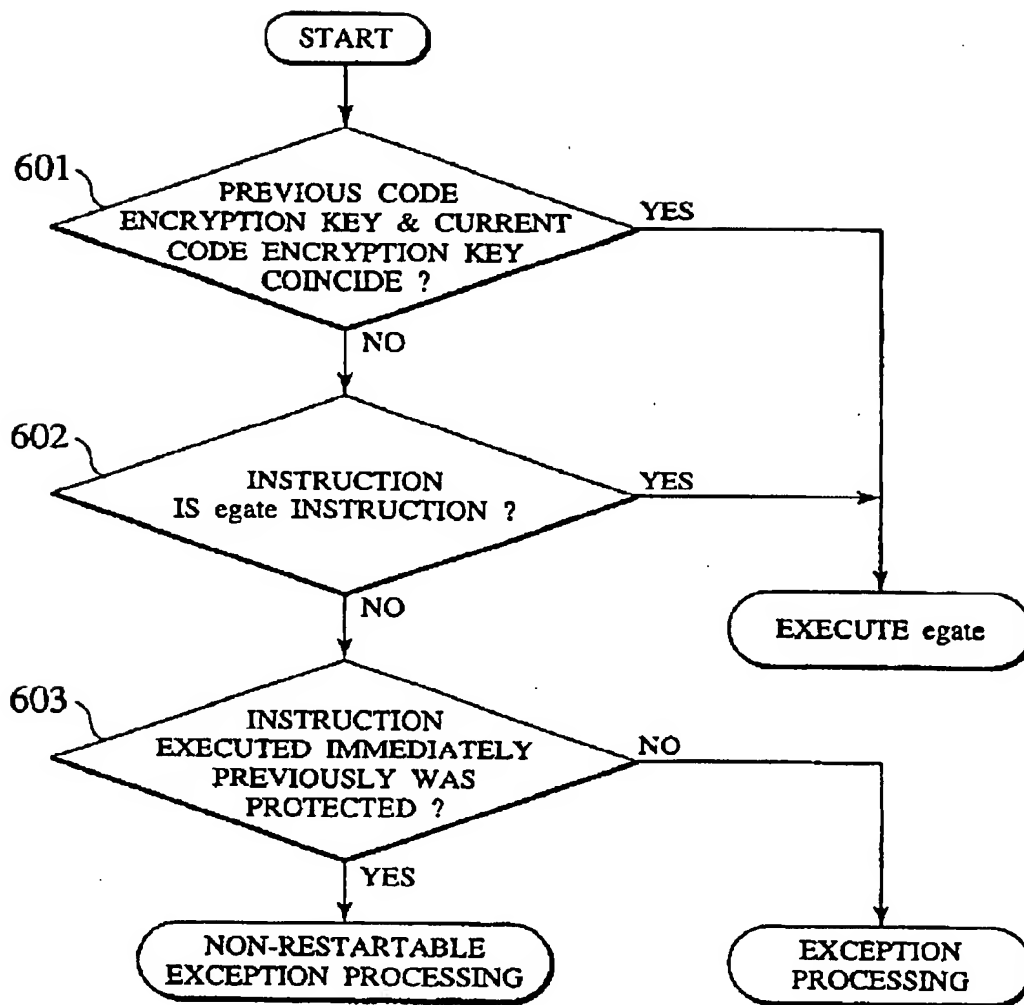 START
601
PREVIOUS CODE
ENCRYPTION KEY & CURRENT
CODE ENCRYPTION KEY
COINCIDE ?
YES
NO
602
INSTRUCTION
IS egate INSTRUCTION ?
YES
NO
EXECUTE egate
603
INSTRUCTION
EXECUTED IMMEDIATELY
PREVIOUSLY WAS
PROTECTED ?
NO
YES
NON-RESTARTABLE
EXCEPTION PROCESSING
EXCEPTION
PROCESSING